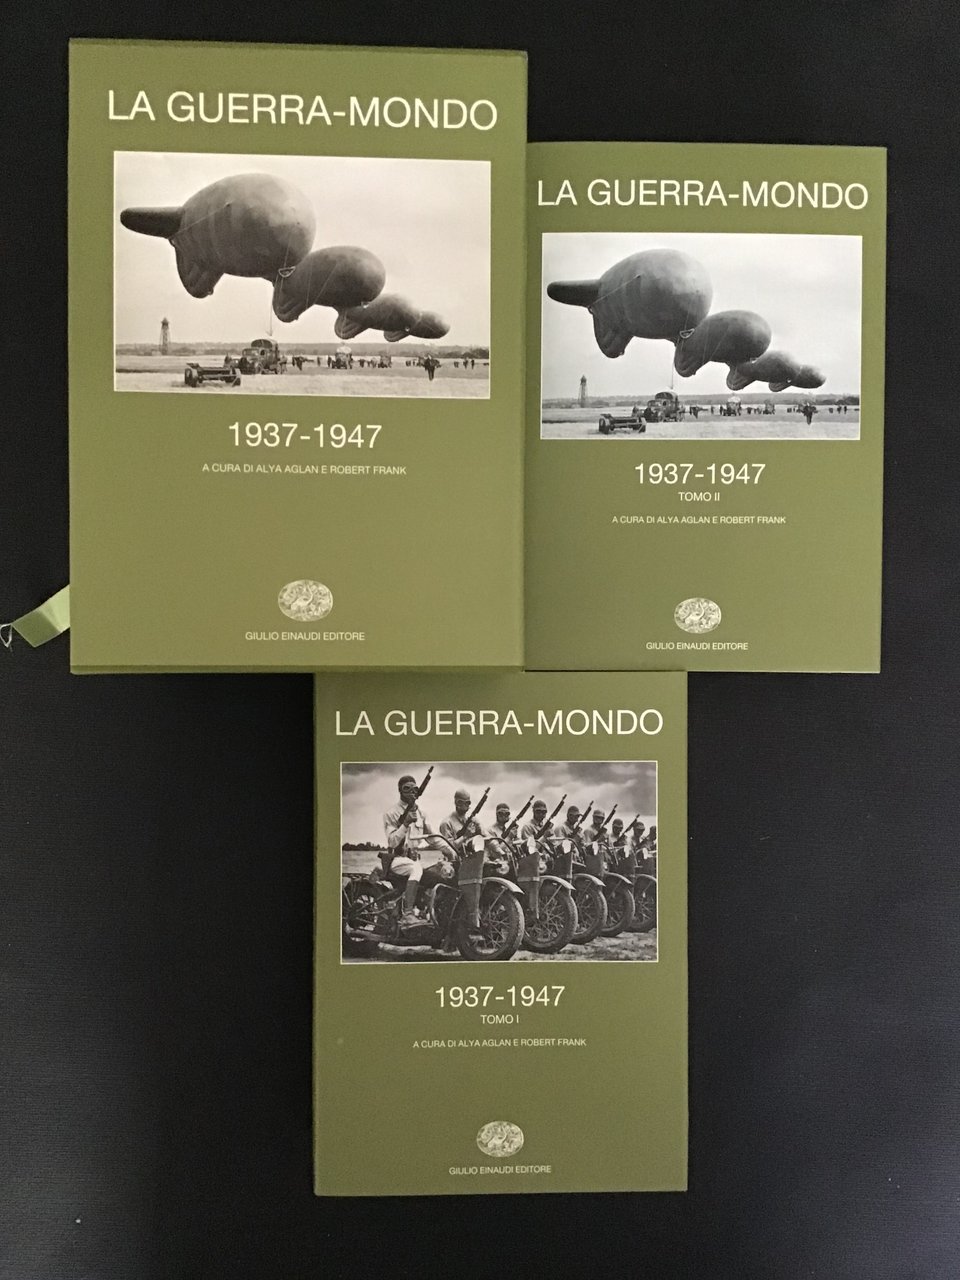 LA GUERRA-MONDO
1937-1947
A CURA DI ALYA AGLAN E ROBERT FRANK
GIULIO EINAUDI EDITORE
LA GUERRA-MONDO
1937-1947
TOMO II
A CURA DI ALYA AGLAN E ROBERT FRANK
GIULIO EINAUDI EDITORE
LA GUERRA-MONDO
1937-1947
TOMO I
A CURA DI ALYA AGLAN E ROBERT FRANK
GIULIO EINAUDI EDITORE